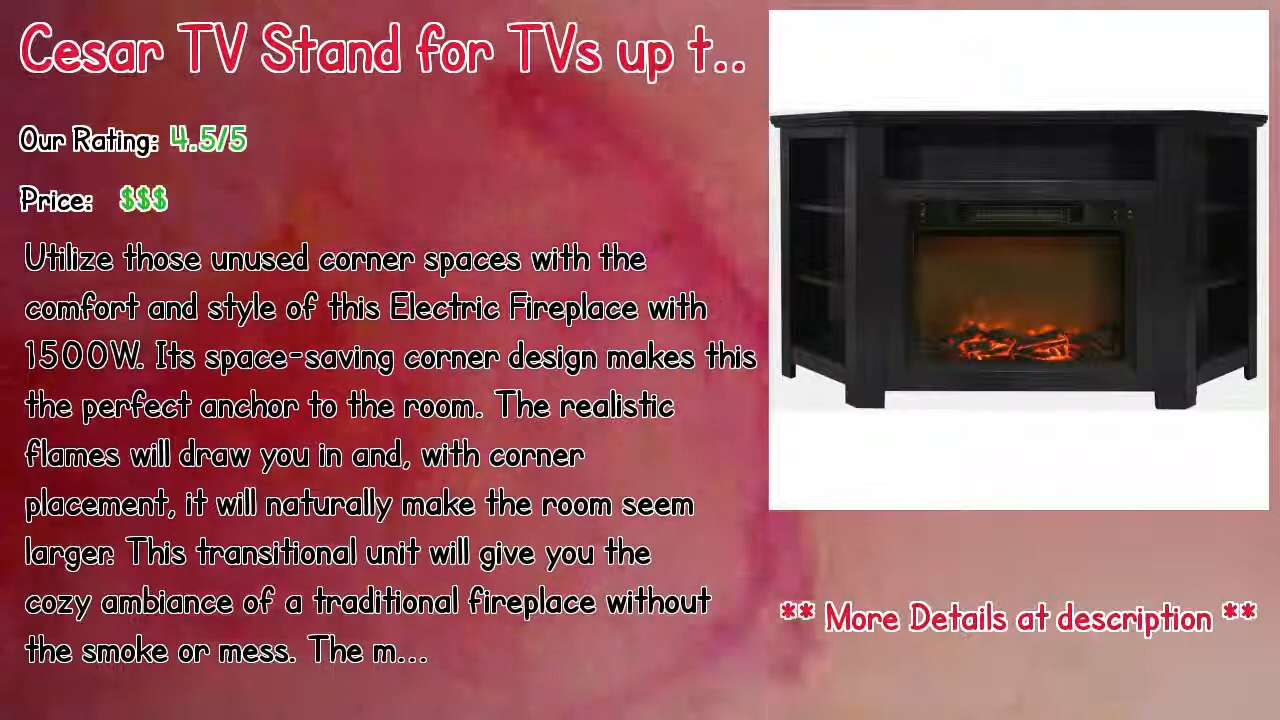 Cesar TV Stand for TVs up t..
Our Rating: 4.5/5
Price: $$$
Utilize those unused corner spaces with the
comfort and style of this Electric Fireplace with
1500W. Its space-saving corner design makes this
the perfect anchor to the room. The realistic
flames will draw you in and, with corner
placement, it will naturally make the room seem
larger. This transitional unit will give you the
cozy ambiance of a traditional fireplace without
the smoke or mess. The m...
** More Details at description **